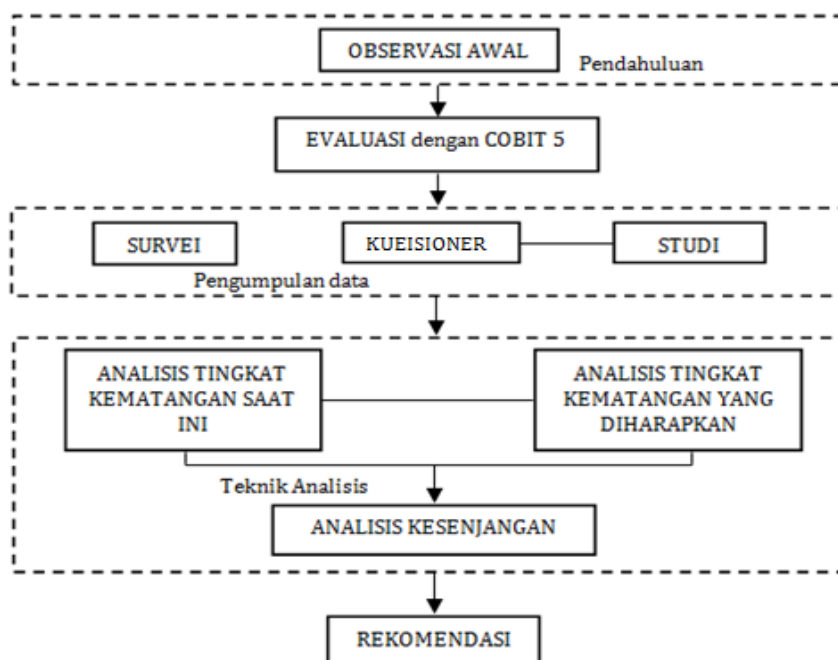 OBSERVASI AWAL
Pendahuluan
EVALUASI dengan COBIT 5
SURVEI
KUEISIONER
STUDI
Pengumpulan data
ANALISIS TINGKAT
KEMATANGAN SAAT
INI
ANALISIS TINGKAT
KEMATANGAN YANG
DIHARAPKAN
Teknik Analisis
ANALISIS KESENJANGAN
REKOMENDASI